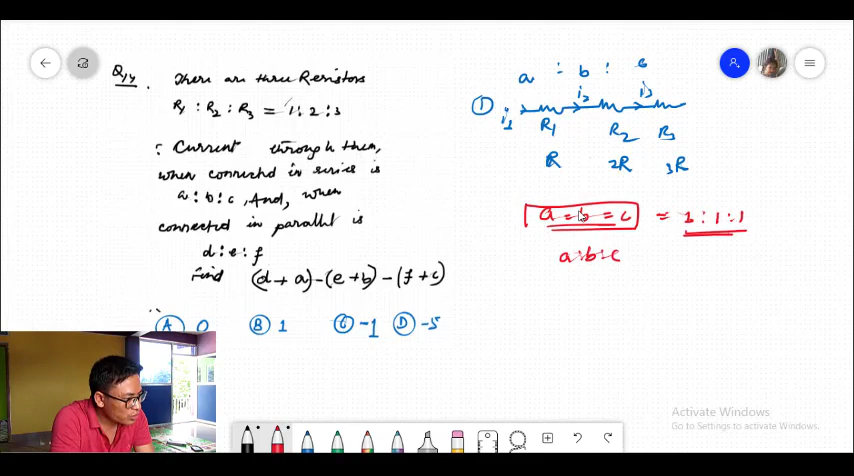 Q14. There are three Resistors
R1 : R2 : R3 = 1 : 2 : 3
: Current through them,
when connected in series is
a : b : c, And, when
connected in parallel is
d : e : f
Find (d + a) - (e + b) - (f + c)
A 0 B 1 C -1 D -5
a : b : c
1 i1 i2 i3
R1 R2 R3
R 2R 3R
a = b = c = 1 : 1 : 1
a : b : c
Activate Windows
Go to Settings to activate Windows.